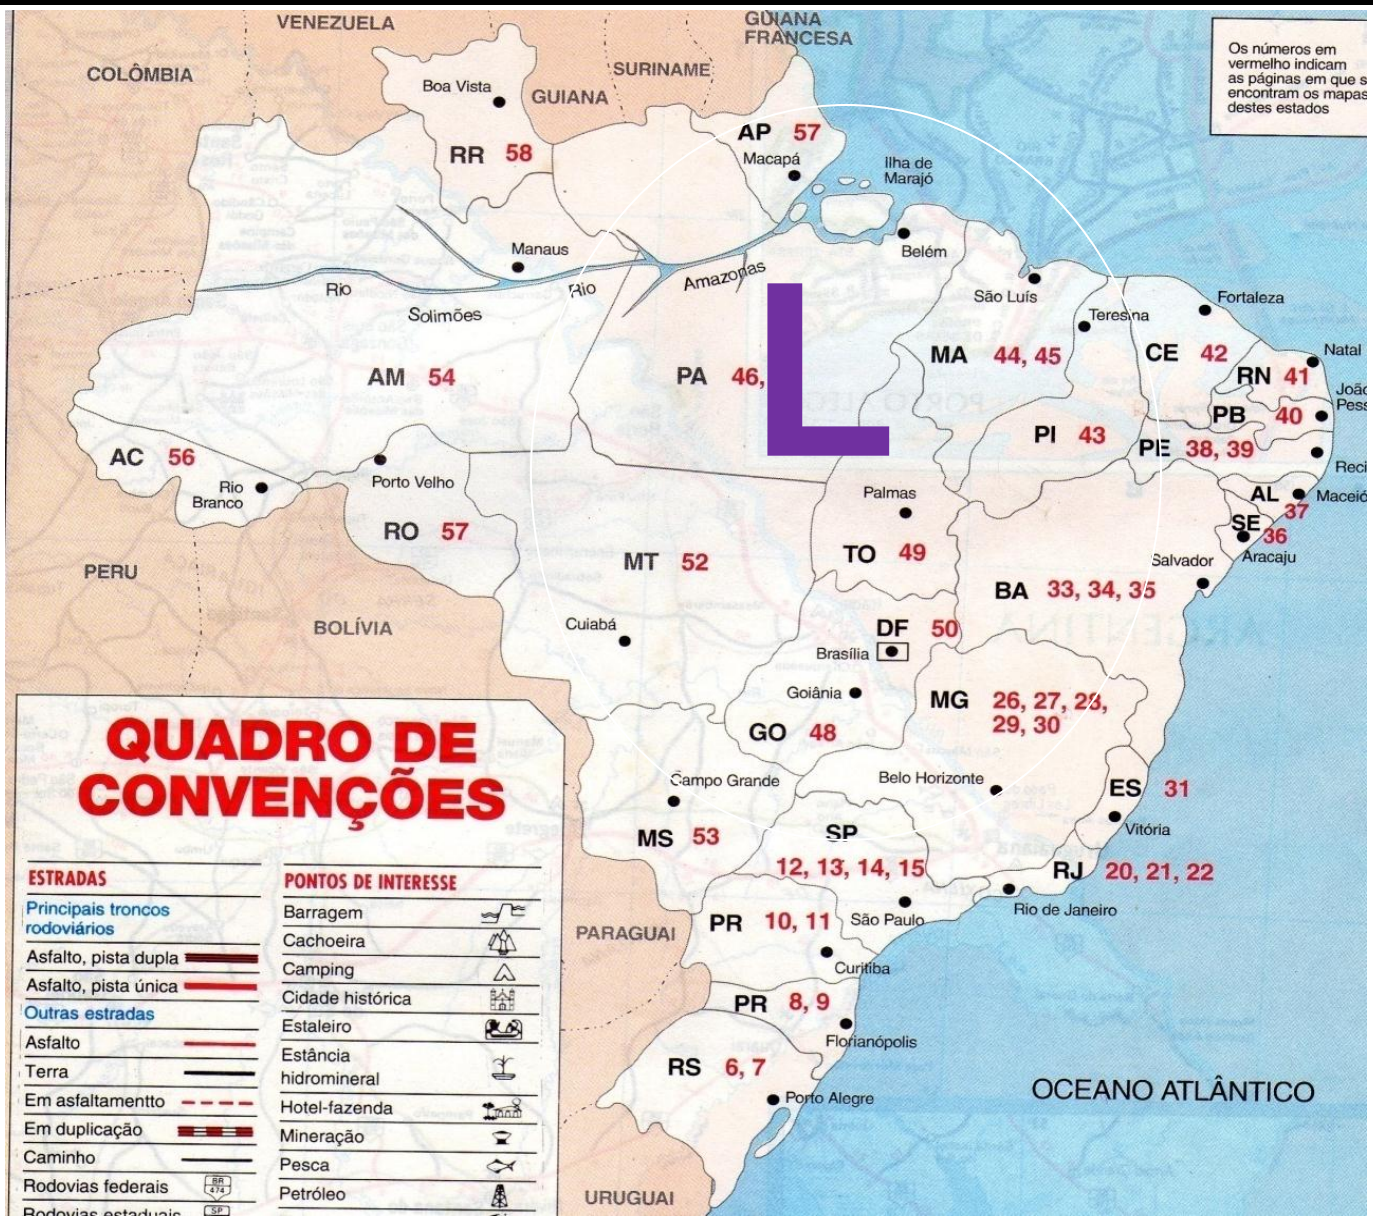 VENEZUELA
GUIANA
FRANCESA
COLÔMBIA
SURINAME
GUIANA
Os números em
vermelho indicam
as páginas em que s
encontram os mapas
destes estados
Boa Vista
RR 58
AP 57
Macapá
Ilha de
Marajó
Manaus
Belém
Rio
Solimões
Rio
Amazonas
São Luís
Teresina
Fortaleza
Natal
João
Pess
AM 54
PA 46,
L
MA 44, 45
CE 42
RN 41
PB 40
PI 43
PE 38, 39
Reci
AC 56
Rio
Branco
Porto Velho
AL
Maceió
37
RO 57
Palmas
TO 49
SE 36
Aracaju
Salvador
MT 52
BA 33, 34, 35
PERU
BOLÍVIA
Cuiabá
DF 50
Brasília
Goiânia
GO 48
MG 26, 27, 28,
29, 30
Campo Grande
MS 53
Belo Horizonte
ES 31
Vitória
SP
12, 13, 14, 15
RJ 20, 21, 22
Rio de Janeiro
São Paulo
PARAGUAI
PR 10, 11
Curitiba
PR 8, 9
Florianópolis
RS 6, 7
Porto Alegre
OCEANO ATLÂNTICO
URUGUAI
QUADRO DE
CONVENÇÕES
ESTRADAS
Principais troncos
rodoviários
Asfalto, pista dupla
Asfalto, pista única
Outras estradas
Asfalto
Terra
Em asfaltamentto
Em duplicação
Caminho
Rodovias federais
BR
474
Rodovias estaduais
SP
PONTOS DE INTERESSE
Barragem
Cachoeira
Camping
Cidade histórica
Estaleiro
Estância
hidromineral
Hotel-fazenda
Mineração
Pesca
Petróleo